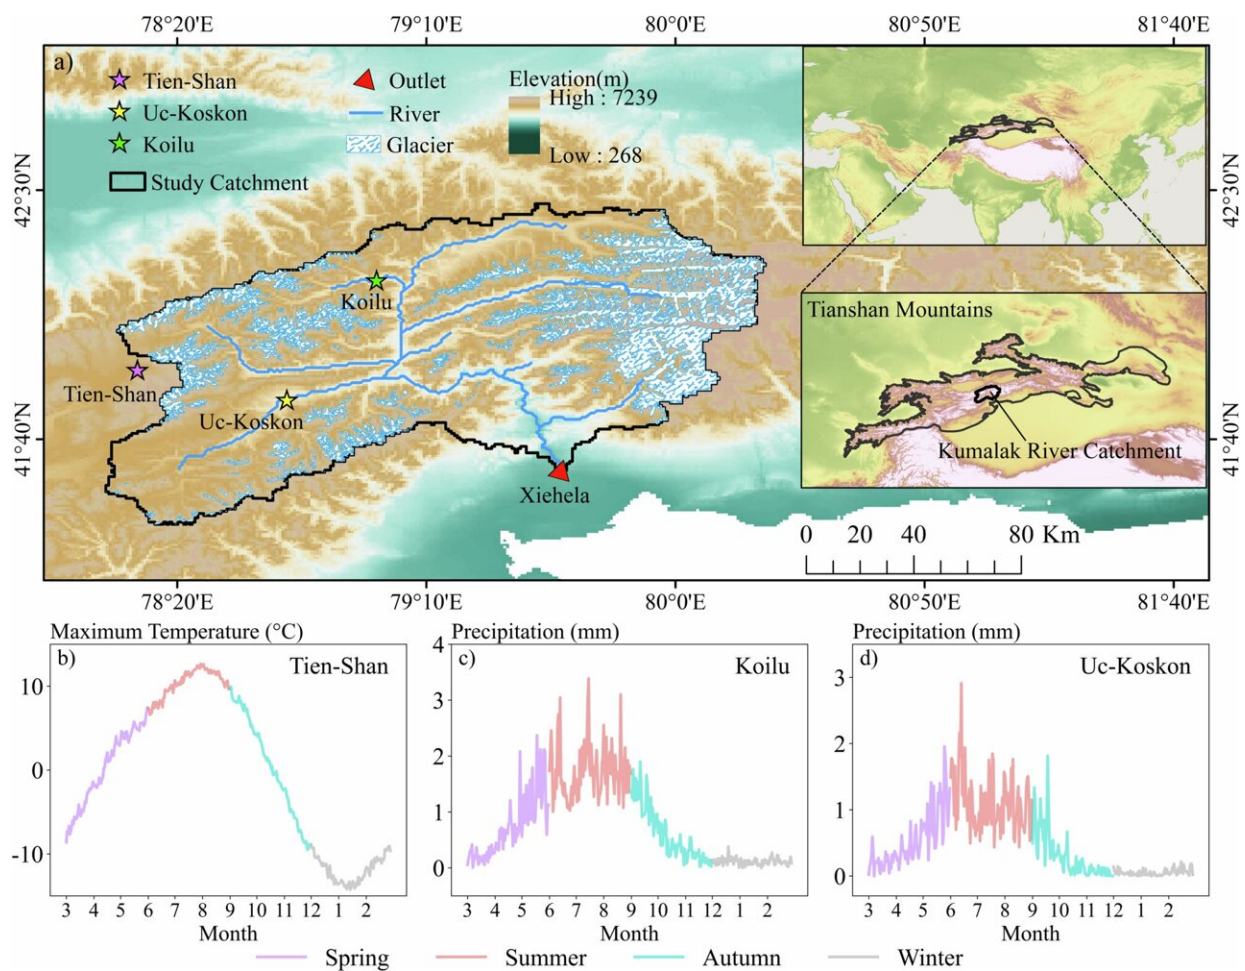 78°20'E 79°10'E 80°00'E 80°50'E 81°40'E
a)
Tien-Shan
Uc-Koskon
Koilu
Study Catchment
Outlet
River
Glacier
Elevation(m)
High : 7239
Low : 268
42°30'N
42°30'N
41°40'N
41°40'N
Koilu
Tien-Shan
Uc-Koskon
Xiehela
Tianshan Mountains
Kumalak River Catchment
0 20 40 80 Km
78°20'E 79°10'E 80°00'E 80°50'E 81°40'E
Maximum Temperature (°C)
b)
Tien-Shan
10
0
-10
3 4 5 6 7 8 9 10 11 12 1 2
Month
Precipitation (mm)
c)
Koilu
4
3
2
1
0
3 4 5 6 7 8 9 10 11 12 1 2
Month
Precipitation (mm)
d)
Uc-Koskon
3
2
1
0
3 4 5 6 7 8 9 10 11 12 1 2
Month
Spring Summer Autumn Winter